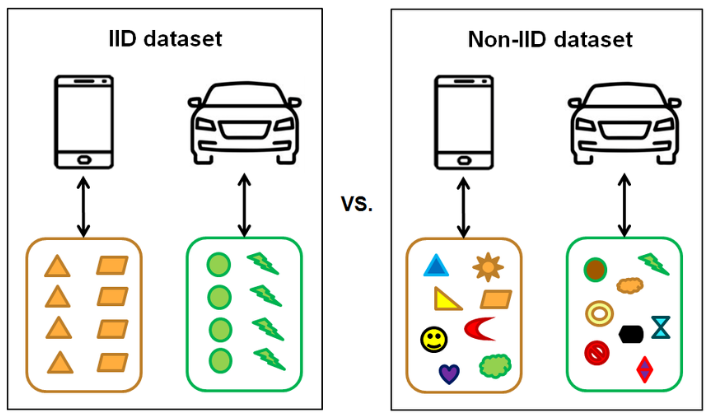 IID dataset
VS.
Non-IID dataset